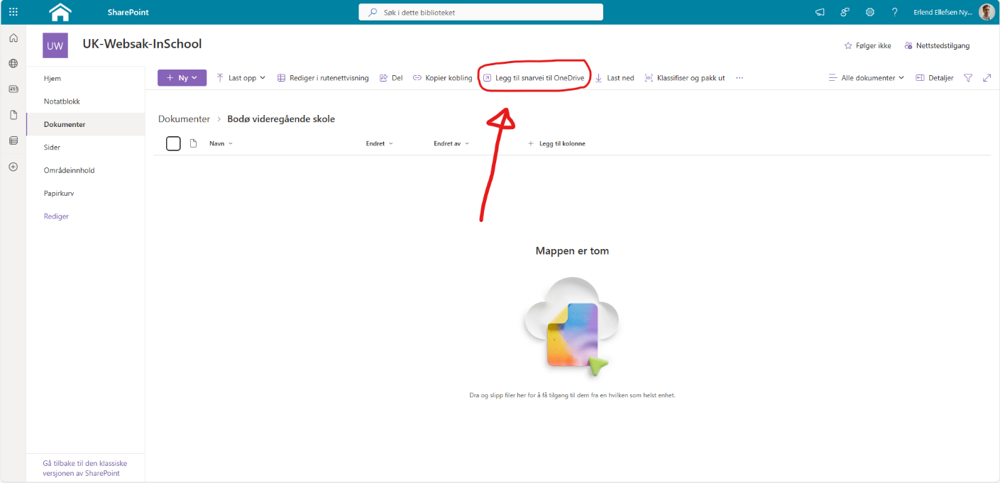 SharePoint
Søk i dette biblioteket
?
Erlend Ellefsen Ny...
UW
UK-Websak-InSchool
Følger ikke
Nettstedstilgang
Hjem
Notatblokk
Dokumenter
Sider
Områdeinnhold
Papirkurv
Rediger
Gå tilbake til den klassiske
versjonen av SharePoint
+ Ny
Last opp
Rediger i rutenettvisning
Del
Kopier kobling
Legg til snarvei til OneDrive
Last ned
Klassifiser og pakk ut
...
Alle dokumenter
Detaljer
Dokumenter > Bodø videregående skole
Navn
Endret
Endret av
+ Legg til kolonne
Mappen er tom
Dra og slipp filer her for å få tilgang til dem fra en hvilken som helst enhet.